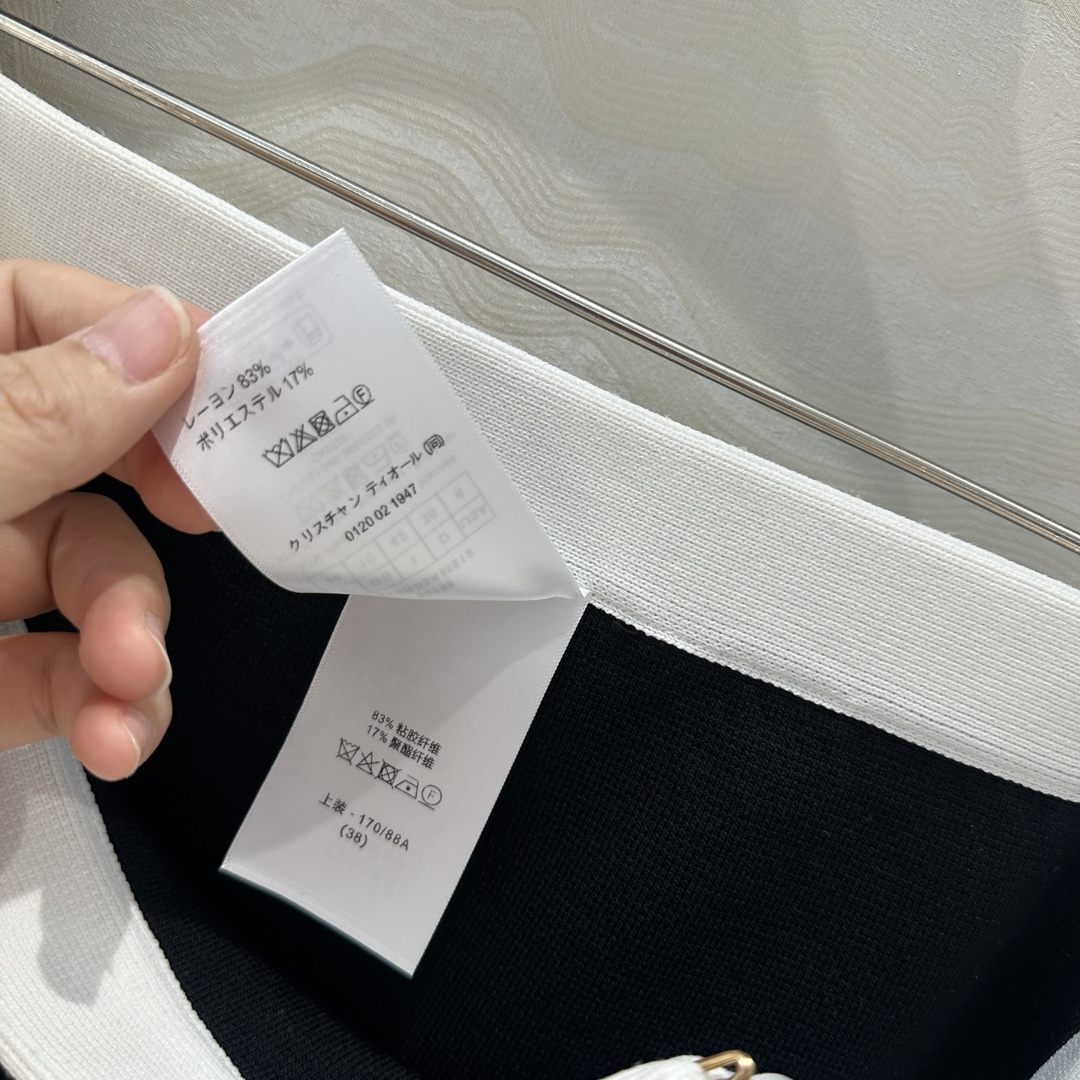 レーヨン 83%
ポリエステル 17%
クリスチャン ディオール (同)
0120 02 1947
83% 粘胶纤维
17% 聚酯纤维
上装 - 170/88A
(38)